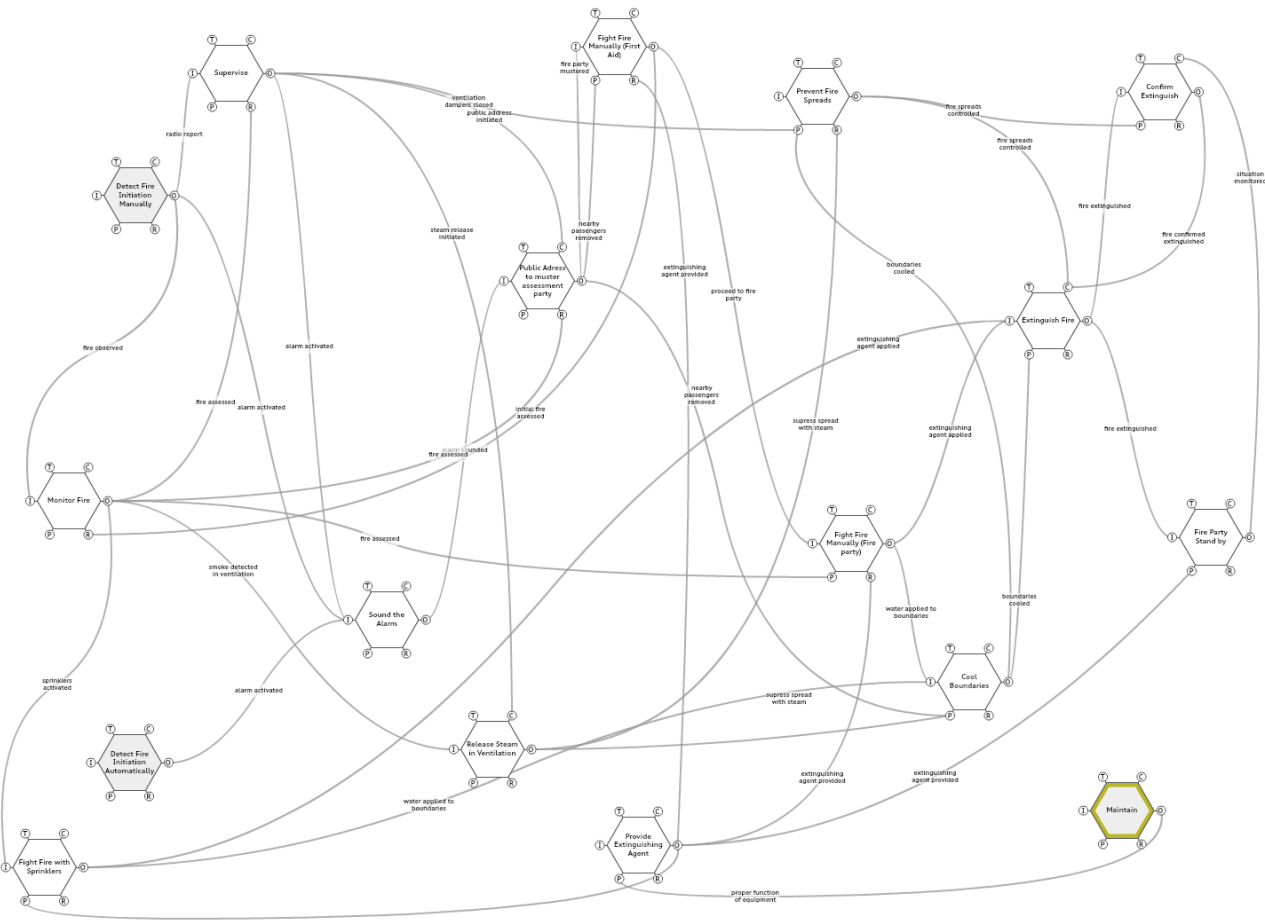 T C
T C
Fight Fire
Manually (First
Aid)
I O
P R
fire party
mustered
Supervise
I O
P R
T C
Prevent Fire
Spreads
I O
P R
T C
Confirm
Extinguish
I O
P R
ventilation
dampers closed
public address
initiated
fire spreads
controlled
radio report
fire spreads
controlled
T C
Detect Fire
Initiation
Manually
I O
P R
situation
monitored
fire extinguished
steam release
initiated
nearby
passengers
removed
fire confirmed
extinguished
T C
Public Adress
to muster
assessment
party
I O
P R
extinguishing
agent provided
boundaries
cooled
proceed to fire
party
T C
Extinguish Fire
I O
P R
fire observed
alarm activated
extinguishing
agent applied
nearby
passengers
removed
fire assessed
alarm activated
initial fire
assessed
supress spread
with steam
extinguishing
agent applied
fire extinguished
alarm sounded
fire assessed
T C
Monitor Fire
I O
P R
fire assessed
T C
Fight Fire
Manually (Fire
party)
I O
P R
T C
Fire Party
Stand by
I O
P R
smoke detected
in ventilation
T C
Sound the
Alarm
I O
P R
water applied to
boundaries
boundaries
cooled
sprinklers
activated
alarm activated
supress spread
with steam
T C
Cool
Boundaries
I O
P R
T C
Detect Fire
Initiation
Automatically
I O
P R
T C
Release Steam
in Ventilation
I O
P R
water applied to
boundaries
extinguishing
agent provided
extinguishing
agent provided
T C
Maintain
I O
P R
T C
Fight Fire with
Sprinklers
I O
P R
T C
Provide
Extinguishing
Agent
I O
P R
proper function
of equipment